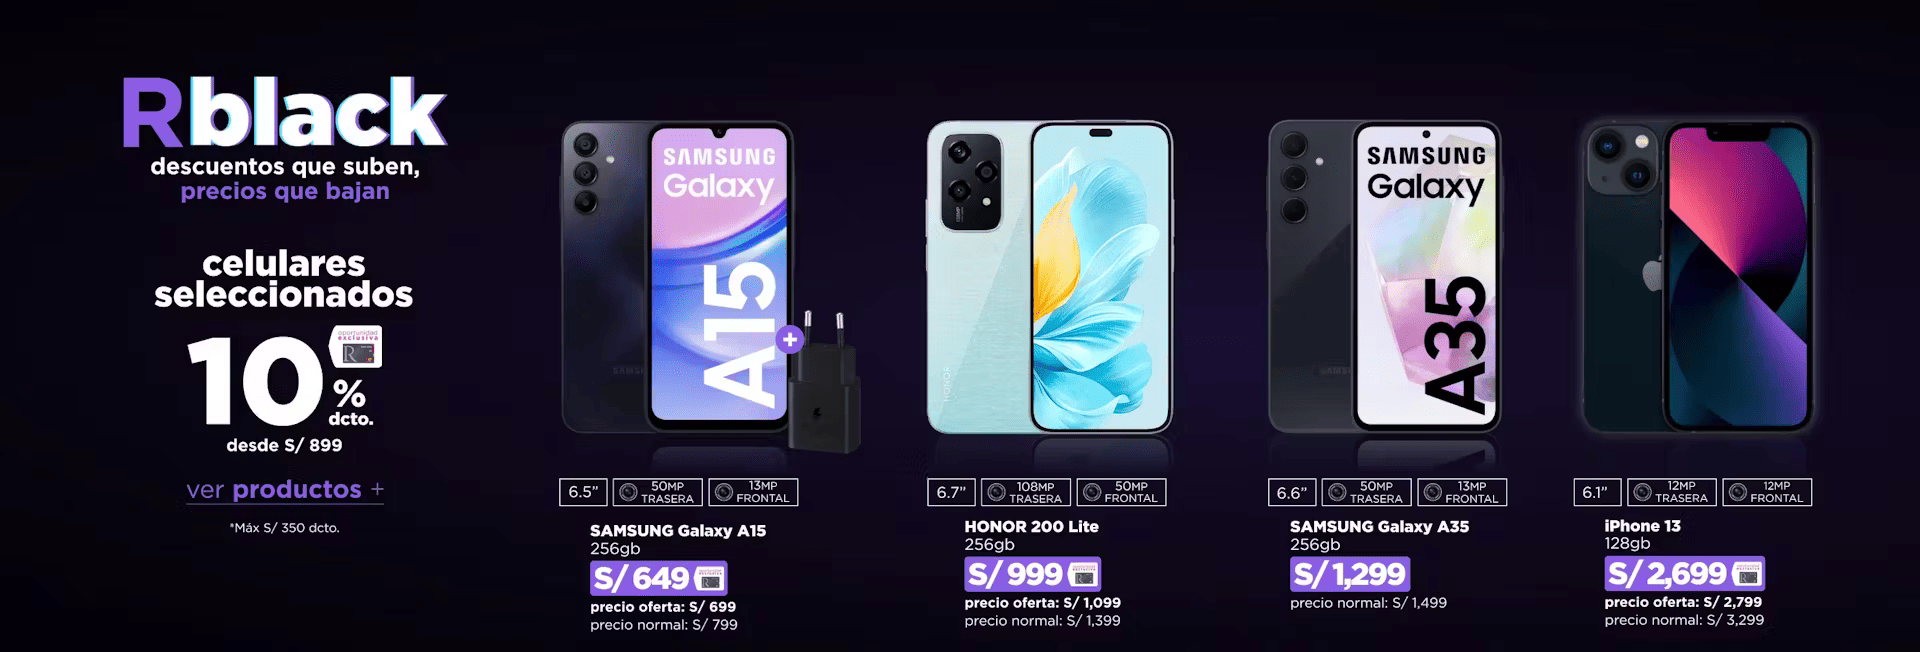 Rblack
descuentos que suben,
precios que bajan
celulares
seleccionados
10% dcto.
oportunidad
exclusiva
R
desde S/ 899
ver productos +
*Máx S/ 350 dcto.
SAMSUNG
Galaxy
A15
+
6.5”
50MP
TRASERA
13MP
FRONTAL
SAMSUNG Galaxy A15
256gb
S/ 649
precio oferta: S/ 699
precio normal: S/ 799
108MP
HONOR
6.7”
108MP
TRASERA
50MP
FRONTAL
HONOR 200 Lite
256gb
S/ 999
precio oferta: S/ 1,099
precio normal: S/ 1,399
SAMSUNG
Galaxy
A35
6.6”
50MP
TRASERA
13MP
FRONTAL
SAMSUNG Galaxy A35
256gb
S/ 1,299
precio normal: S/ 1,499
6.1”
12MP
TRASERA
12MP
FRONTAL
iPhone 13
128gb
S/ 2,699
precio oferta: S/ 2,799
precio normal: S/ 3,299